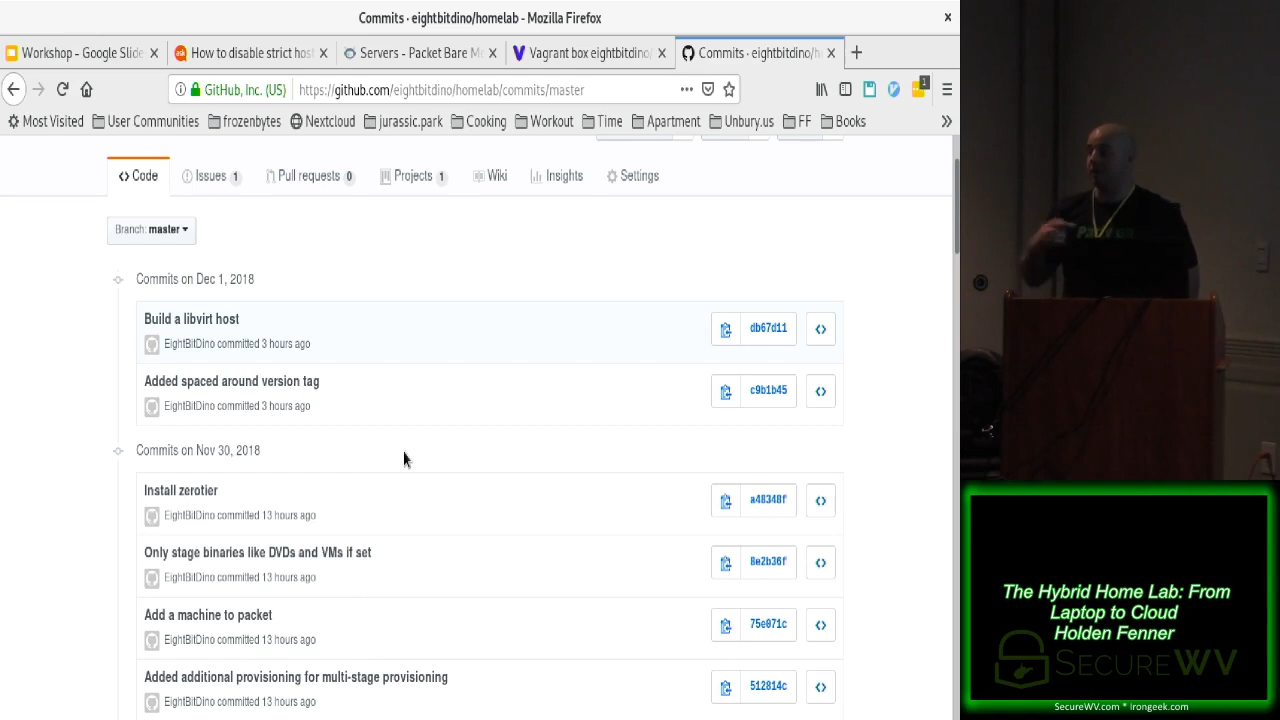 Commits · eightbitdino/homelab - Mozilla Firefox
Workshop - Google Slide
How to disable strict host
Servers - Packet Bare M
Vagrant box eightbitdino/
Commits · eightbitdino/h
GitHub, Inc. (US)
https://github.com/eightbitdino/homelab/commits/master
1
Most Visited
User Communities
frozenbytes
Nextcloud
jurassic.park
Cooking
Workout
Time
Apartment
Unbury.us
FF
Books
Code
Issues 1
Pull requests 0
Projects 1
Wiki
Insights
Settings
Branch: master
Commits on Dec 1, 2018
Build a libvirt host
db67d11
EightBitDino committed 3 hours ago
Added spaced around version tag
c9b1b45
EightBitDino committed 3 hours ago
Commits on Nov 30, 2018
Install zerotier
a48348f
EightBitDino committed 13 hours ago
Only stage binaries like DVDs and VMs if set
8e2b36f
EightBitDino committed 13 hours ago
Add a machine to packet
75e071c
EightBitDino committed 13 hours ago
Added additional provisioning for multi-stage provisioning
512814c
EightBitDino committed 13 hours ago
The Hybrid Home Lab: From
Laptop to Cloud
Holden Fenner
SECUREWV
SecureWV.com * Irongeek.com